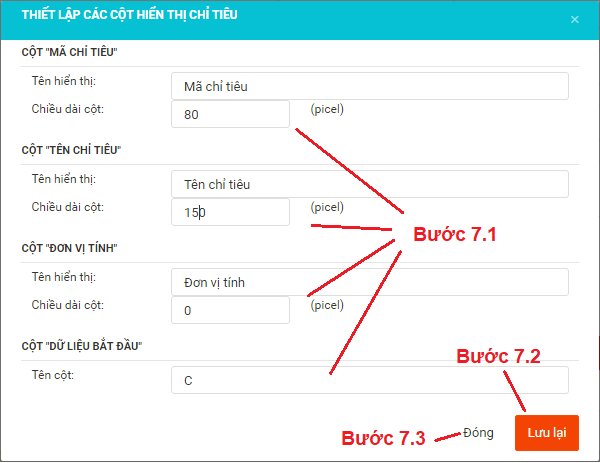 THIẾT LẬP CÁC CỘT HIỂN THỊ CHỈ TIÊU ×
CỘT "MÃ CHỈ TIÊU"
Tên hiển thị: Mã chỉ tiêu
Chiều dài cột: 80 (picel)
CỘT "TÊN CHỈ TIÊU"
Tên hiển thị: Tên chỉ tiêu
Chiều dài cột: 150 (picel)
Bước 7.1
CỘT "ĐƠN VỊ TÍNH"
Tên hiển thị: Đơn vị tính
Chiều dài cột: 0 (picel)
CỘT "DỮ LIỆU BẮT ĐẦU"
Bước 7.2
Tên cột: C
Bước 7.3 Đóng Lưu lại